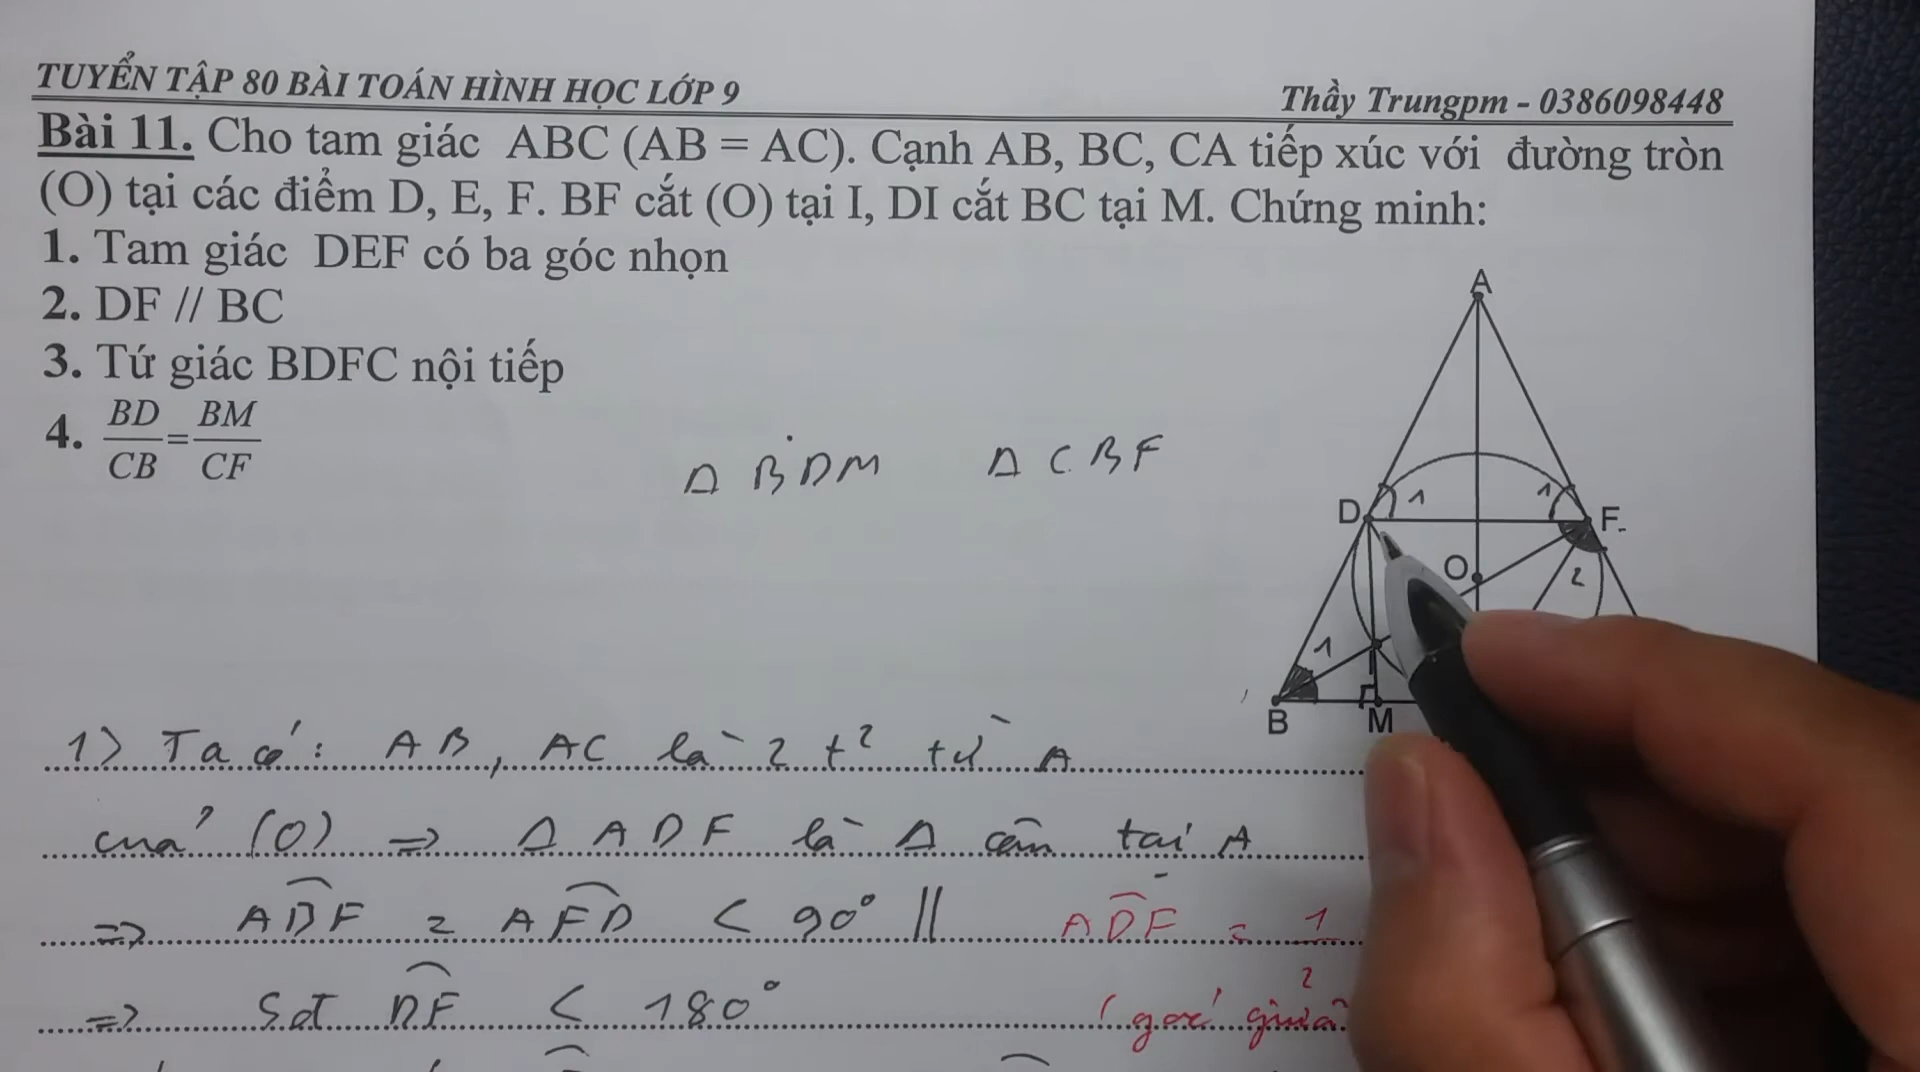 TUYỂN TẬP 80 BÀI TOÁN HÌNH HỌC LỚP 9 Thầy Trungpm - 0386098448
Bài 11. Cho tam giác ABC (AB = AC). Cạnh AB, BC, CA tiếp xúc với đường tròn
(O) tại các điểm D, E, F. BF cắt (O) tại I, DI cắt BC tại M. Chứng minh:
1. Tam giác DEF có ba góc nhọn
2. DF // BC
3. Tứ giác BDFC nội tiếp
4. BD/CB = BM/CF
Δ BDM Δ CBF
A
D 1 1 F
O
2
1
I
B M
1) Ta có: AB, AC là 2 t² từ A
của (O) => Δ ADF là Δ cân tại A
=> ADF = AFD < 90° || ADF = 1/2
=> Sđ DF < 180° (góc giữa